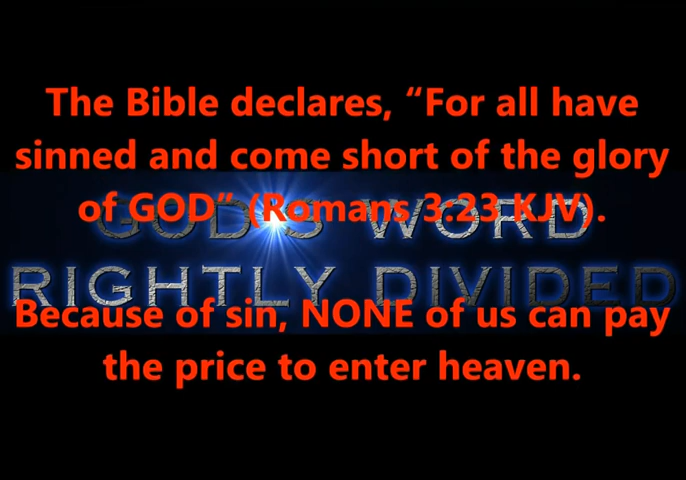 The Bible declares, “For all have
sinned and come short of the glory
of GOD” (Romans 3:23 KJV).
GOD'S WORD
RIGHTLY DIVIDED
Because of sin, NONE of us can pay
the price to enter heaven.